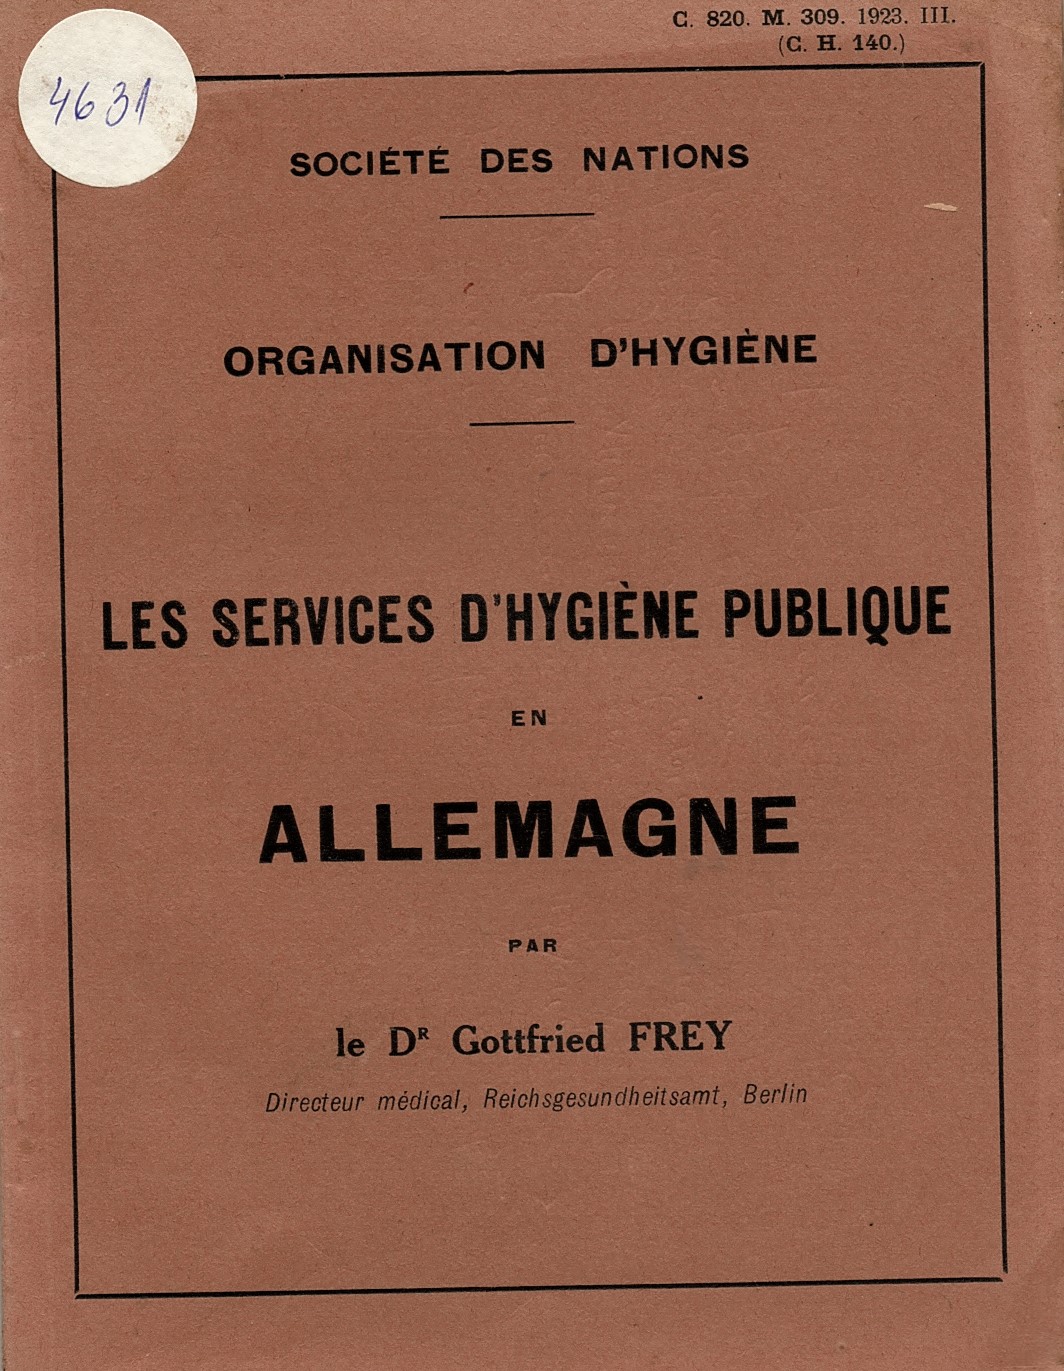 C. 820. M. 309. 1923. III.
(C. H. 140.)
4631
SOCIÉTÉ DES NATIONS
ORGANISATION D'HYGIÈNE
LES SERVICES D'HYGIÈNE PUBLIQUE
EN
ALLEMAGNE
PAR
le Dᴿ Gottfried FREY
Directeur médical, Reichsgesundheitsamt, Berlin